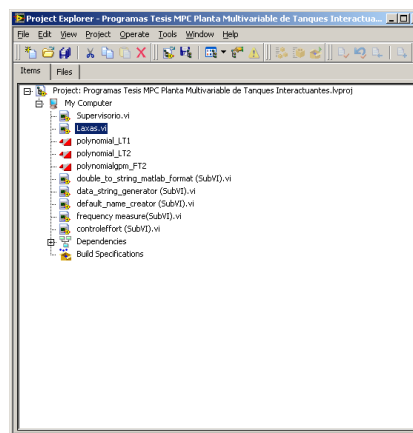 Project Explorer - Programas Tesis MPC Planta Multivariable de Tanques Interactua...
File Edit View Project Operate Tools Window Help
Items Files
Project: Programas Tesis MPC Planta Multivariable de Tanques Interactuantes.lvproj
My Computer
Supervisorio.vi
Laxas.vi
polynomial_LT1
polynomial_LT2
polynomialgpm_FT2
double_to_string_matlab_format (SubVI).vi
data_string_generator (SubVI).vi
default_name_creator (SubVI).vi
frequency measure(SubVI).vi
controleffort (SubVI).vi
Dependencies
Build Specifications